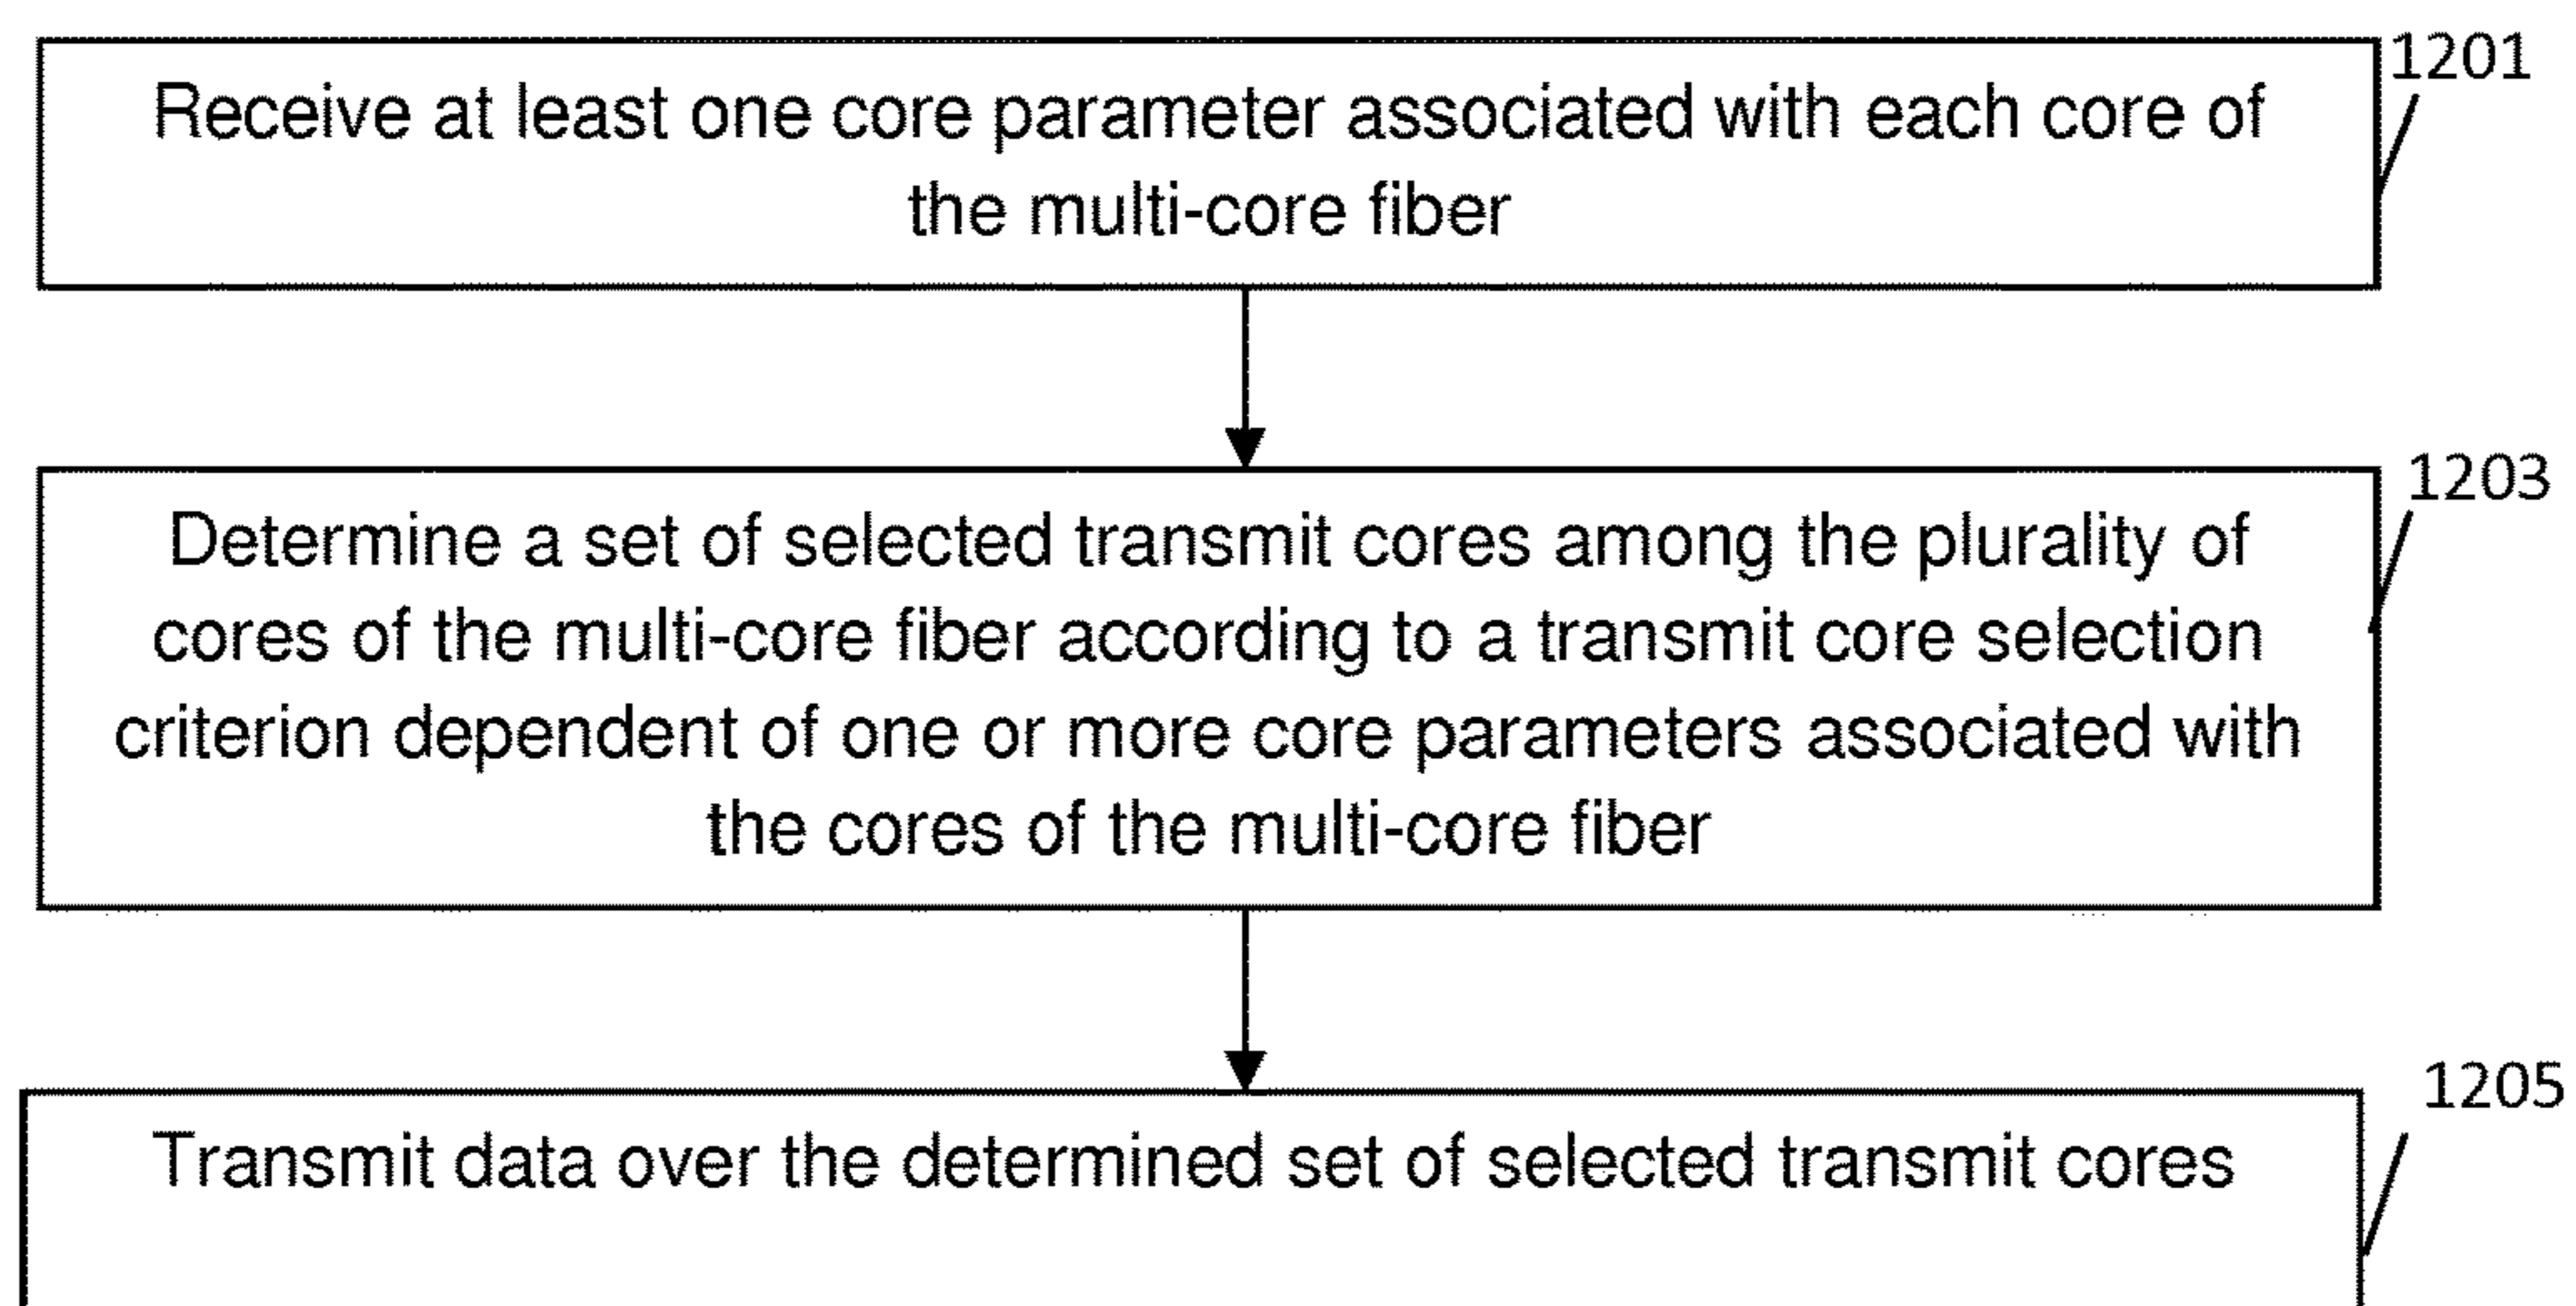 1201
Receive at least one core parameter associated with each core of
the multi-core fiber
1203
Determine a set of selected transmit cores among the plurality of
cores of the multi-core fiber according to a transmit core selection
criterion dependent of one or more core parameters associated with
the cores of the multi-core fiber
1205
Transmit data over the determined set of selected transmit cores